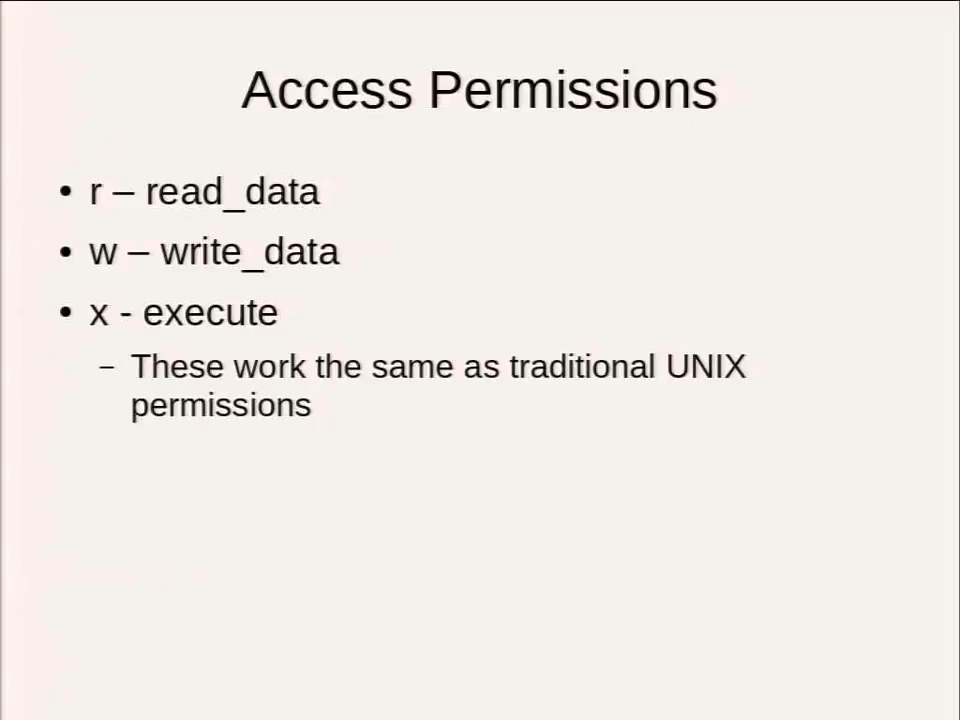 Access Permissions
• r – read_data
• w – write_data
• x - execute
– These work the same as traditional UNIX
permissions